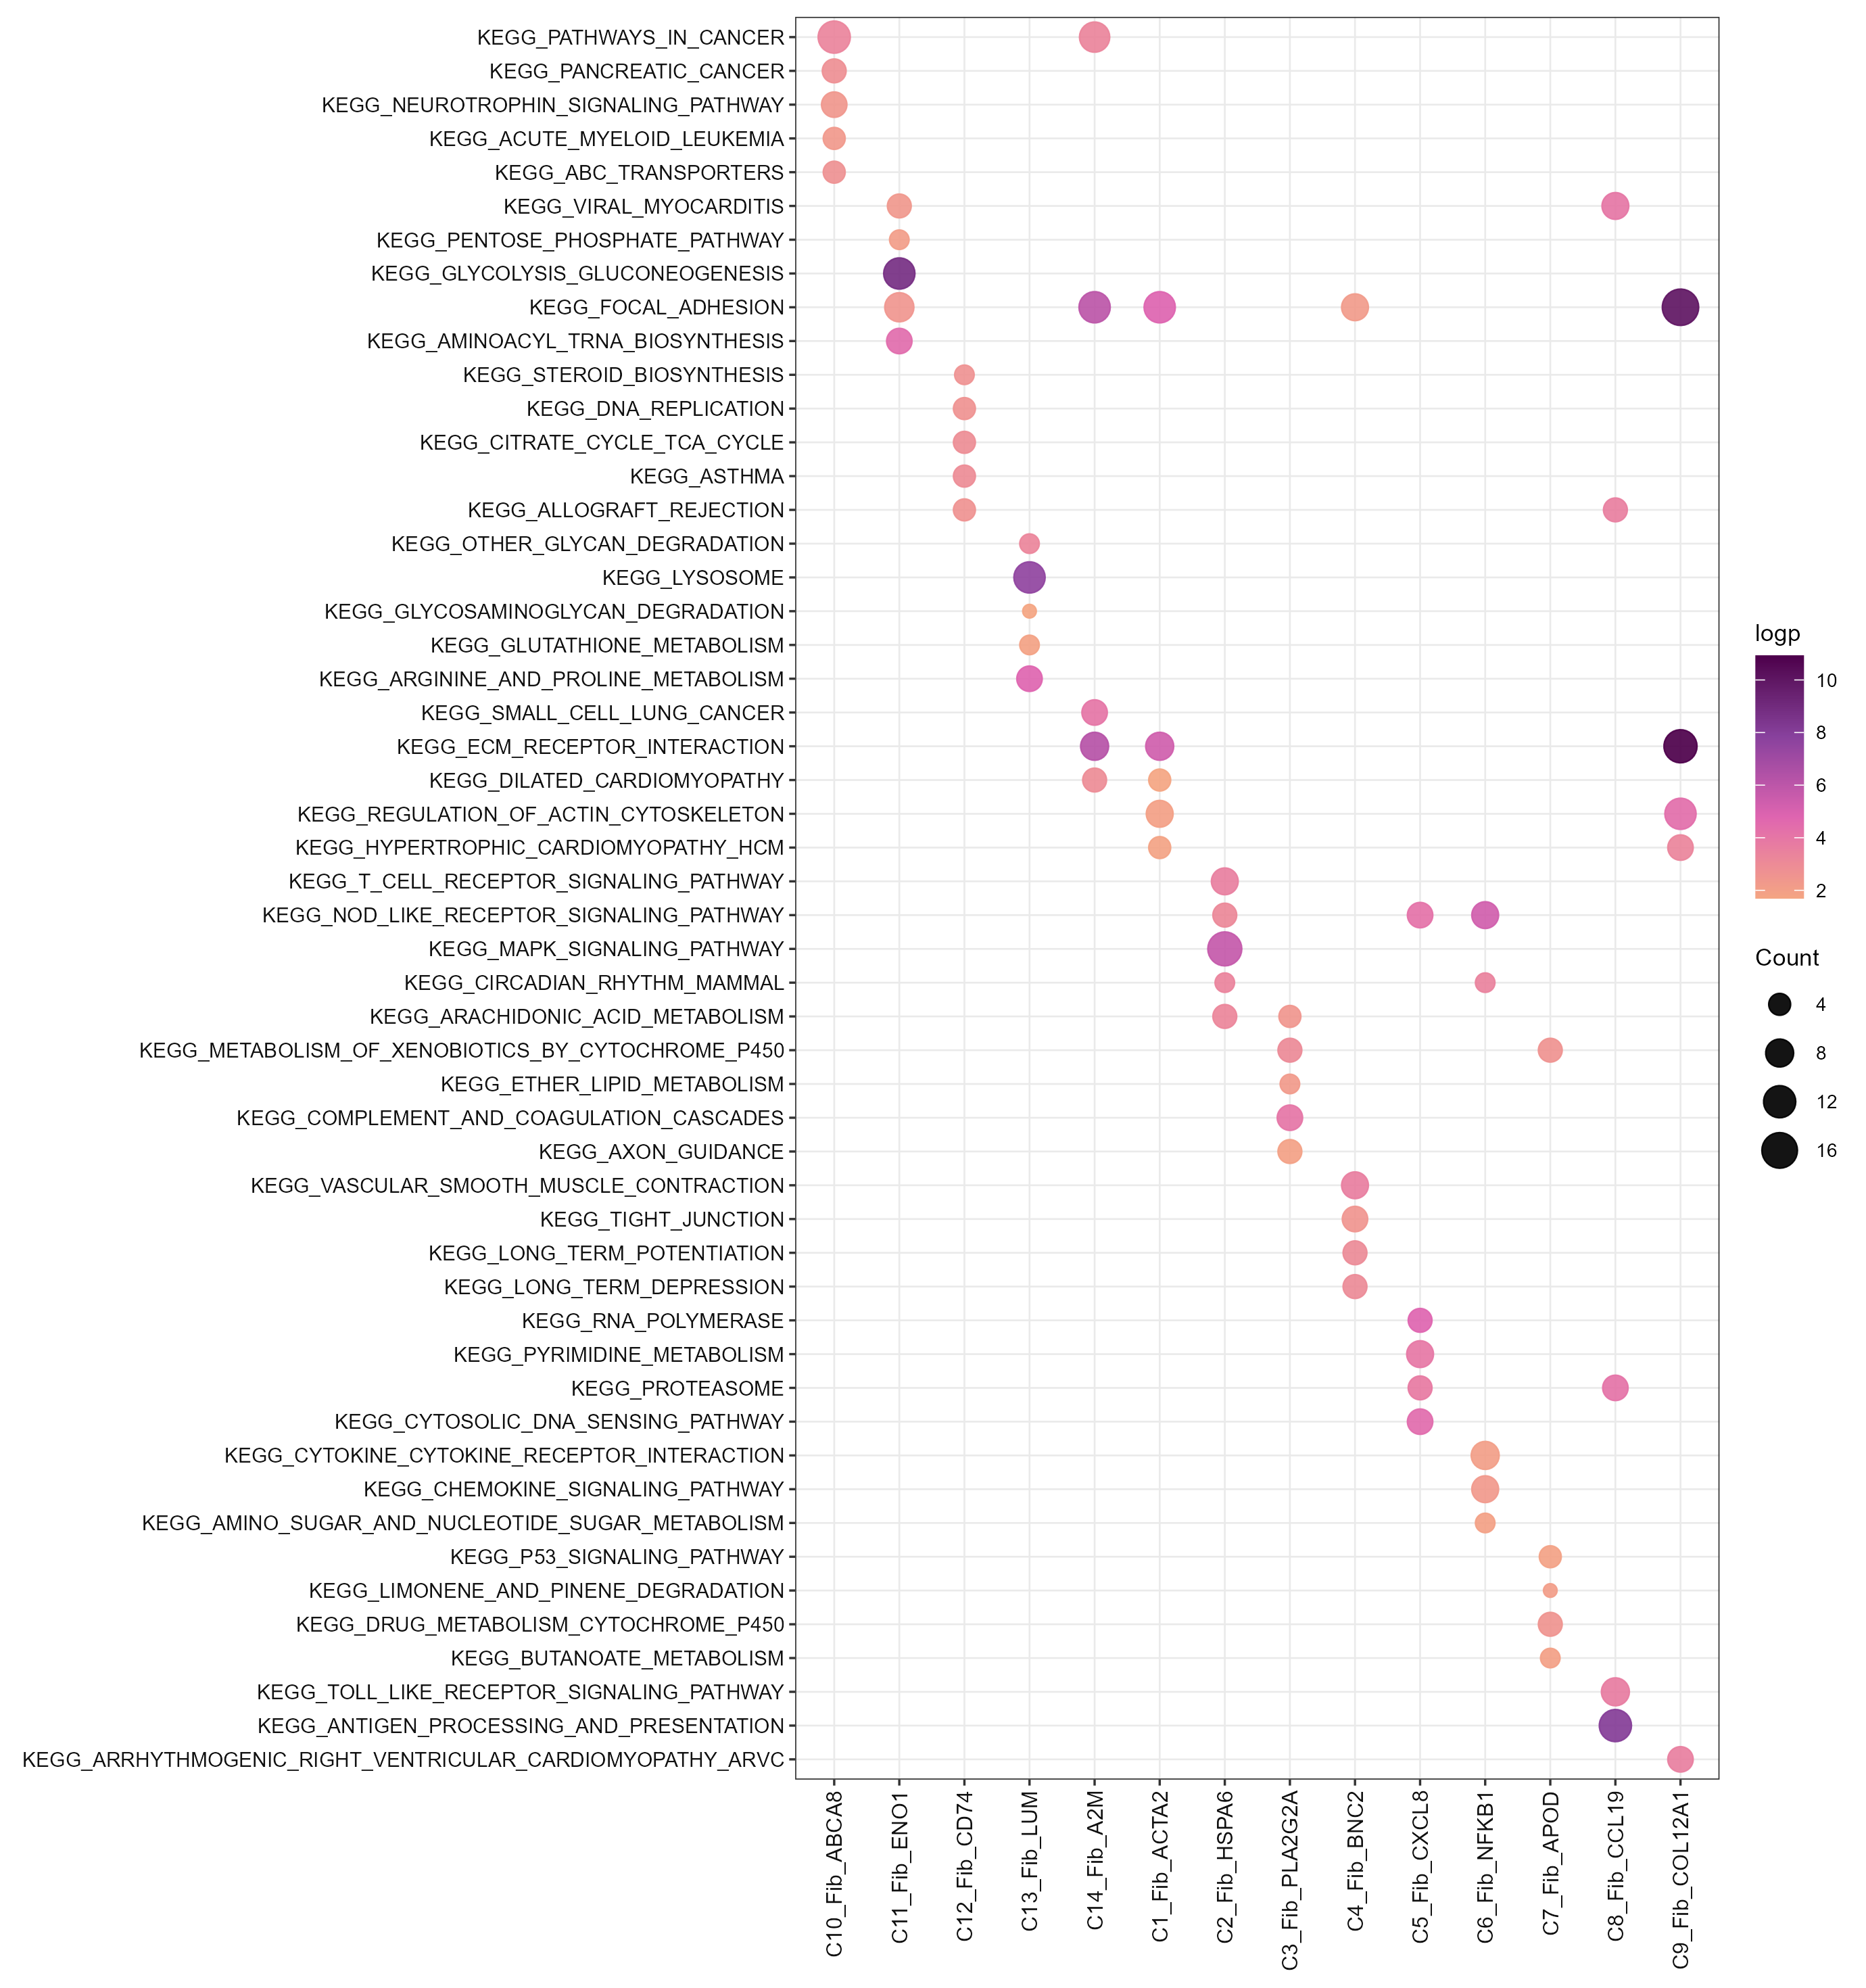 KEGG_PATHWAYS_IN_CANCER
KEGG_PANCREATIC_CANCER
KEGG_NEUROTROPHIN_SIGNALING_PATHWAY
KEGG_ACUTE_MYELOID_LEUKEMIA
KEGG_ABC_TRANSPORTERS
KEGG_VIRAL_MYOCARDITIS
KEGG_PENTOSE_PHOSPHATE_PATHWAY
KEGG_GLYCOLYSIS_GLUCONEOGENESIS
KEGG_FOCAL_ADHESION
KEGG_AMINOACYL_TRNA_BIOSYNTHESIS
KEGG_STEROID_BIOSYNTHESIS
KEGG_DNA_REPLICATION
KEGG_CITRATE_CYCLE_TCA_CYCLE
KEGG_ASTHMA
KEGG_ALLOGRAFT_REJECTION
KEGG_OTHER_GLYCAN_DEGRADATION
KEGG_LYSOSOME
KEGG_GLYCOSAMINOGLYCAN_DEGRADATION
KEGG_GLUTATHIONE_METABOLISM
KEGG_ARGININE_AND_PROLINE_METABOLISM
KEGG_SMALL_CELL_LUNG_CANCER
KEGG_ECM_RECEPTOR_INTERACTION
KEGG_DILATED_CARDIOMYOPATHY
KEGG_REGULATION_OF_ACTIN_CYTOSKELETON
KEGG_HYPERTROPHIC_CARDIOMYOPATHY_HCM
KEGG_T_CELL_RECEPTOR_SIGNALING_PATHWAY
KEGG_NOD_LIKE_RECEPTOR_SIGNALING_PATHWAY
KEGG_MAPK_SIGNALING_PATHWAY
KEGG_CIRCADIAN_RHYTHM_MAMMAL
KEGG_ARACHIDONIC_ACID_METABOLISM
KEGG_METABOLISM_OF_XENOBIOTICS_BY_CYTOCHROME_P450
KEGG_ETHER_LIPID_METABOLISM
KEGG_COMPLEMENT_AND_COAGULATION_CASCADES
KEGG_AXON_GUIDANCE
KEGG_VASCULAR_SMOOTH_MUSCLE_CONTRACTION
KEGG_TIGHT_JUNCTION
KEGG_LONG_TERM_POTENTIATION
KEGG_LONG_TERM_DEPRESSION
KEGG_RNA_POLYMERASE
KEGG_PYRIMIDINE_METABOLISM
KEGG_PROTEASOME
KEGG_CYTOSOLIC_DNA_SENSING_PATHWAY
KEGG_CYTOKINE_CYTOKINE_RECEPTOR_INTERACTION
KEGG_CHEMOKINE_SIGNALING_PATHWAY
KEGG_AMINO_SUGAR_AND_NUCLEOTIDE_SUGAR_METABOLISM
KEGG_P53_SIGNALING_PATHWAY
KEGG_LIMONENE_AND_PINENE_DEGRADATION
KEGG_DRUG_METABOLISM_CYTOCHROME_P450
KEGG_BUTANOATE_METABOLISM
KEGG_TOLL_LIKE_RECEPTOR_SIGNALING_PATHWAY
KEGG_ANTIGEN_PROCESSING_AND_PRESENTATION
KEGG_ARRHYTHMOGENIC_RIGHT_VENTRICULAR_CARDIOMYOPATHY_ARVC
C10_Fib_ABCA8
C11_Fib_ENO1
C12_Fib_CD74
C13_Fib_LUM
C14_Fib_A2M
C1_Fib_ACTA2
C2_Fib_HSPA6
C3_Fib_PLA2G2A
C4_Fib_BNC2
C5_Fib_CXCL8
C6_Fib_NFKB1
C7_Fib_APOD
C8_Fib_CCL19
C9_Fib_COL12A1
logp
10
8
6
4
2
Count
4
8
12
16